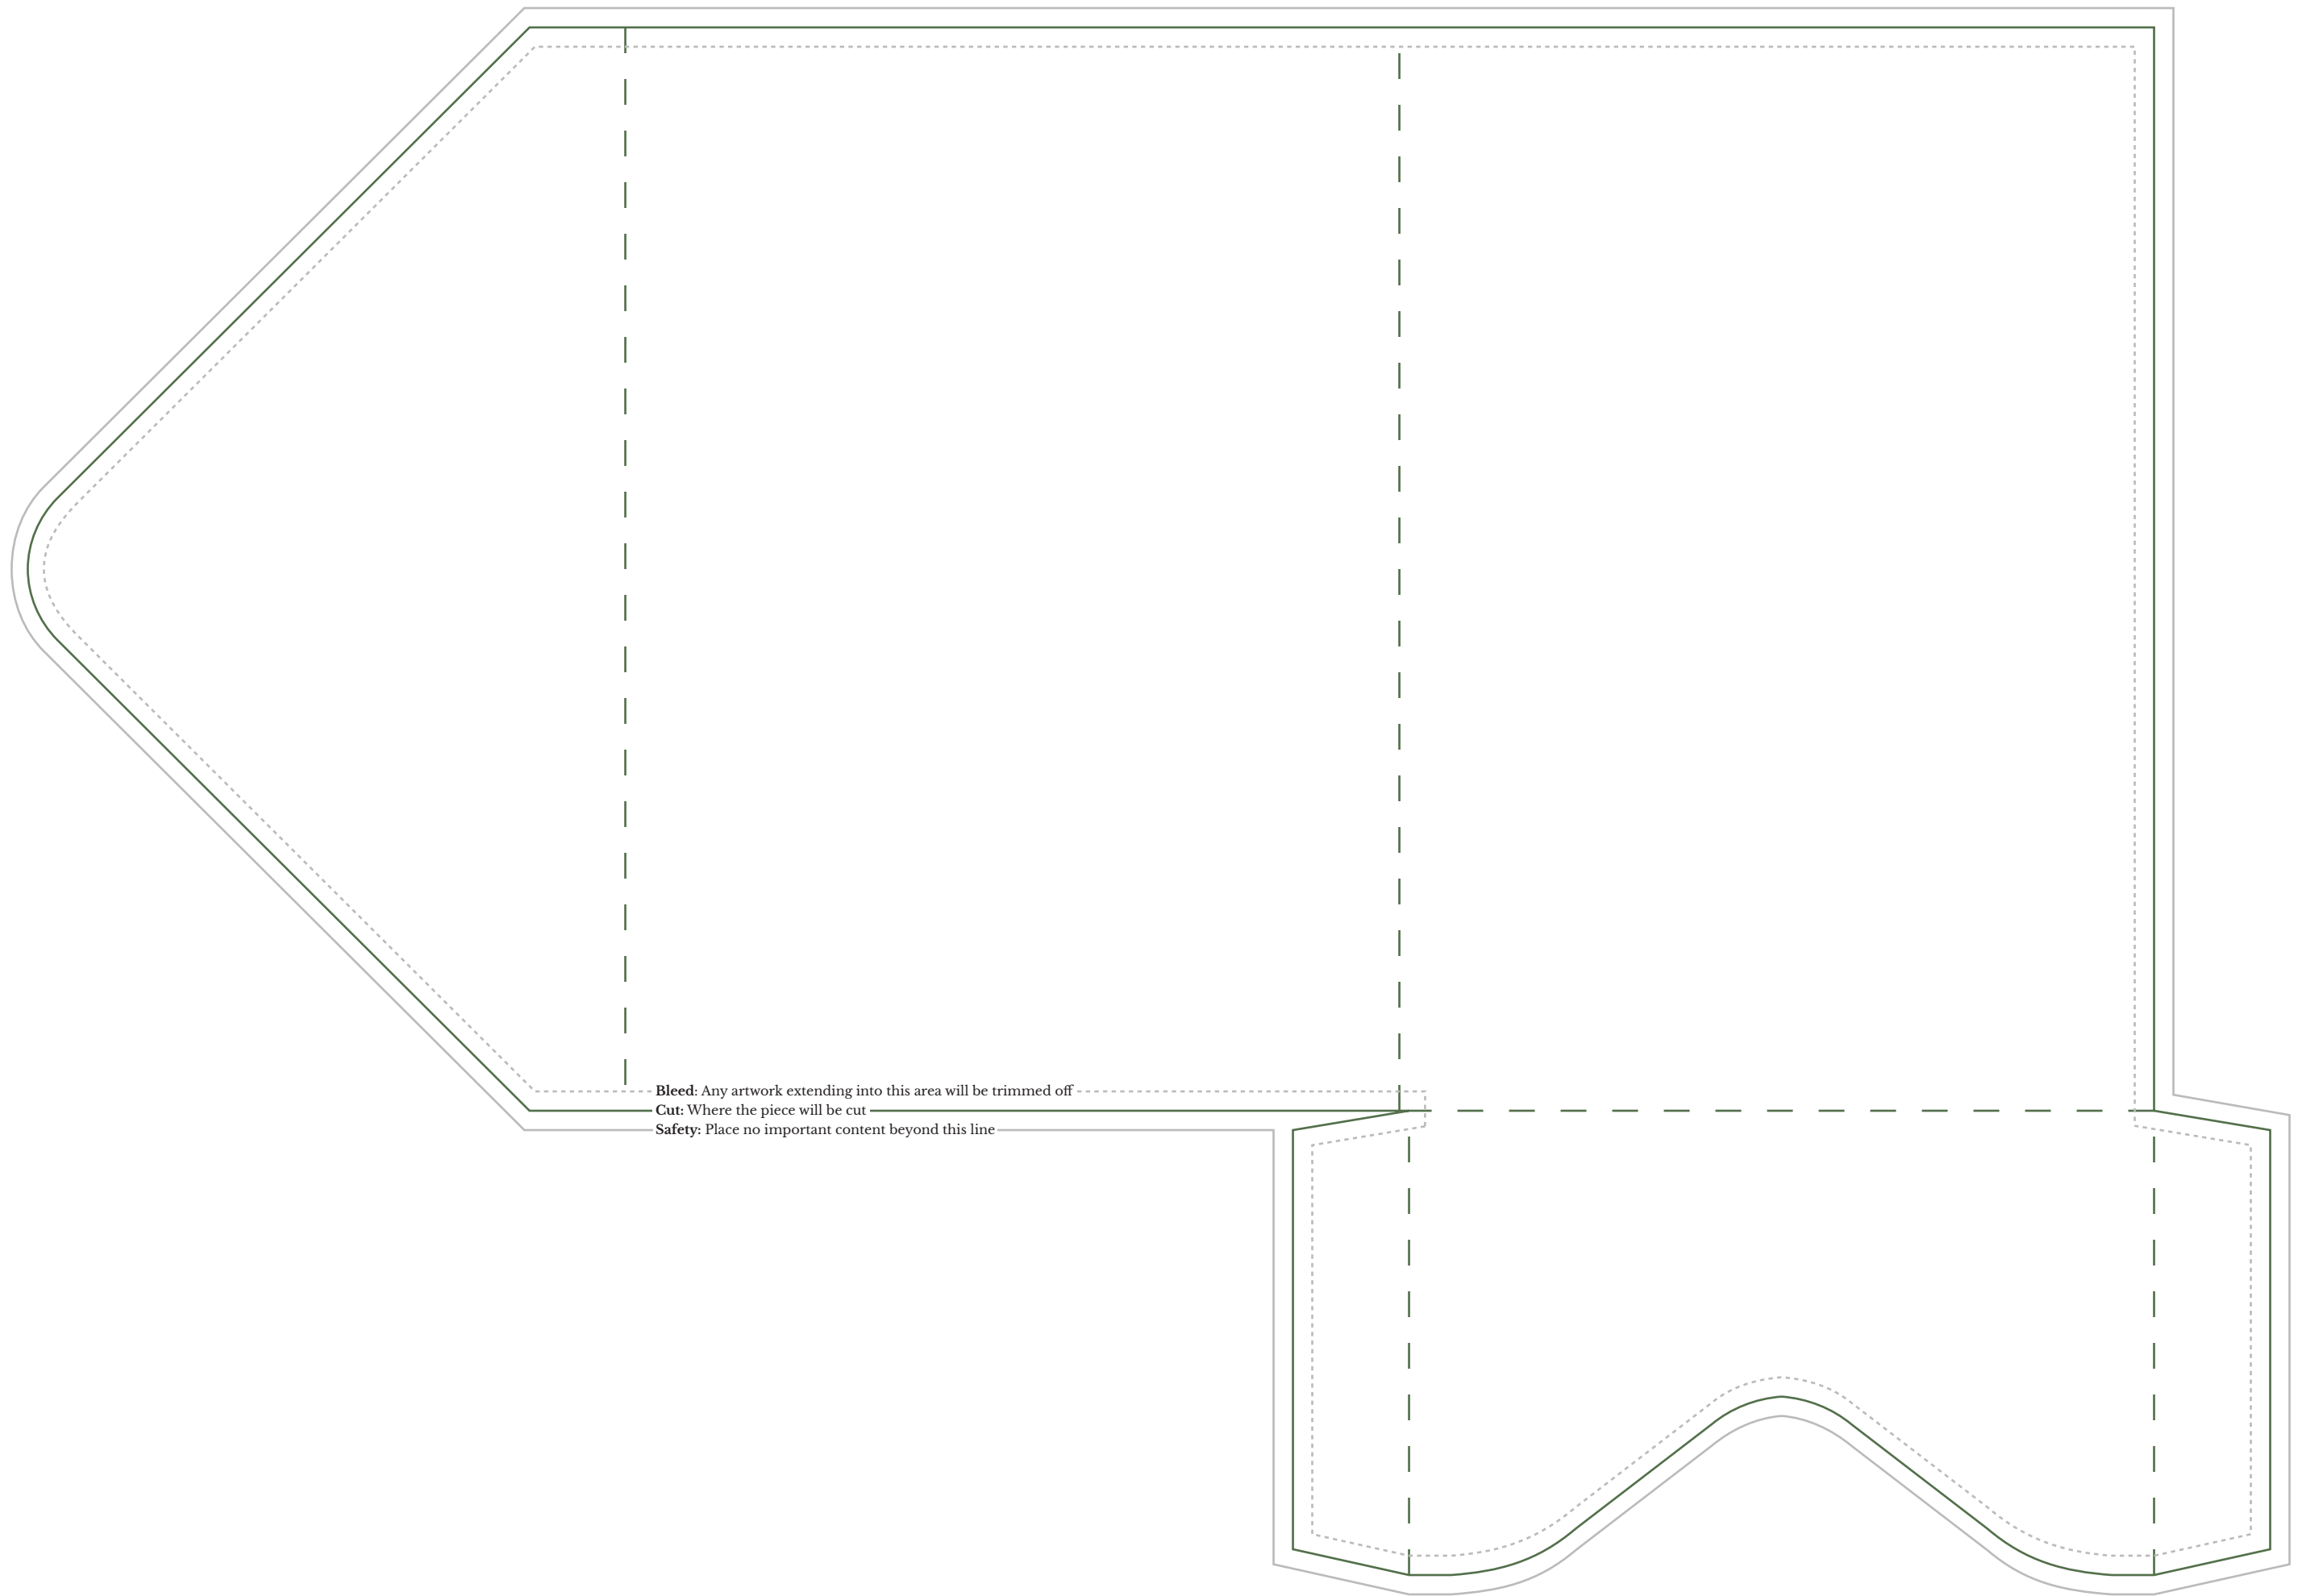 Bleed: Any artwork extending into this area will be trimmed off
Cut: Where the piece will be cut
Safety: Place no important content beyond this line